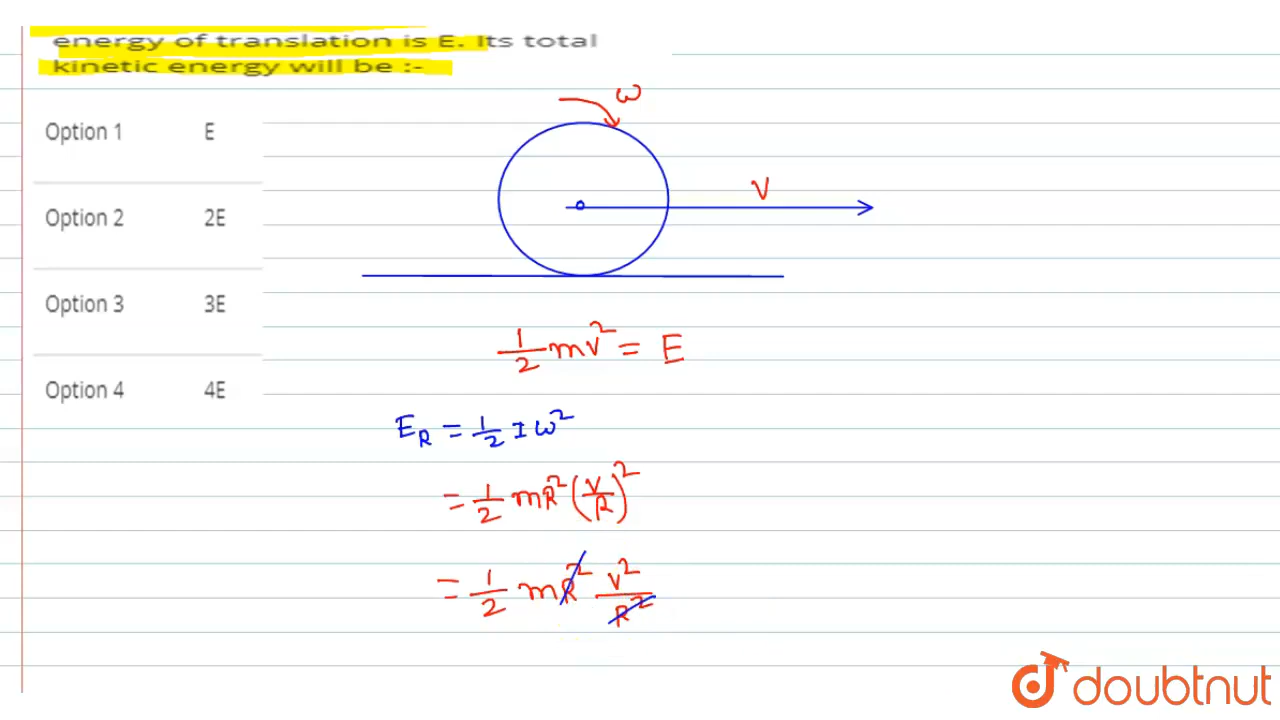 energy of translation is E. Its total
kinetic energy will be :-
Option 1 E
Option 2 2E
Option 3 3E
Option 4 4E
ω
V
1/2 mv² = E
E_R = 1/2 I ω²
= 1/2 mR² (V/R)²
= 1/2 mR² V²/R²
doubtnut